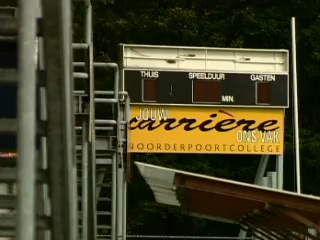 THUIS SPEELDUUR GASTEN
MIN.
JOUW
carrière
ONS VAK
NOORDERPOORTCOLLEGE